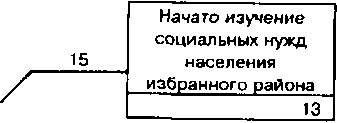 Начато изучение
социальных нужд
населения
избранного района
15
13